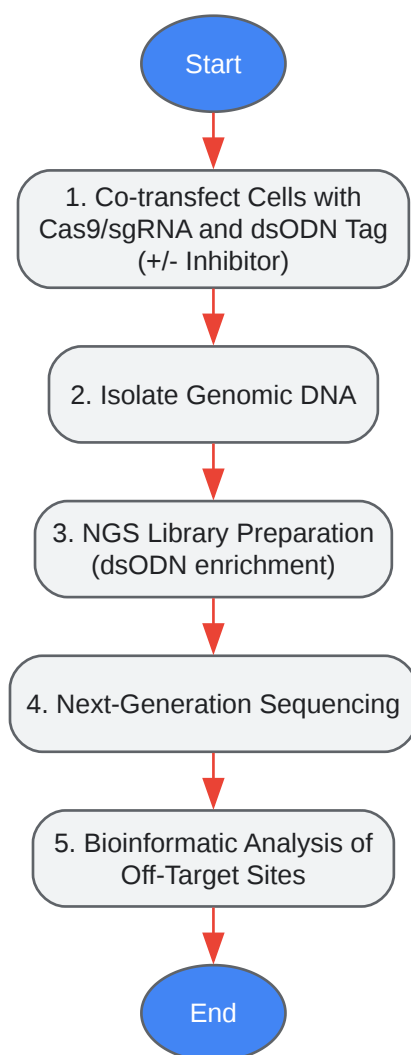 Start
1. Co-transfect Cells with
Cas9/sgRNA and dsODN Tag
(+/- Inhibitor)
2. Isolate Genomic DNA
3. NGS Library Preparation
(dsODN enrichment)
4. Next-Generation Sequencing
5. Bioinformatic Analysis of
Off-Target Sites
End